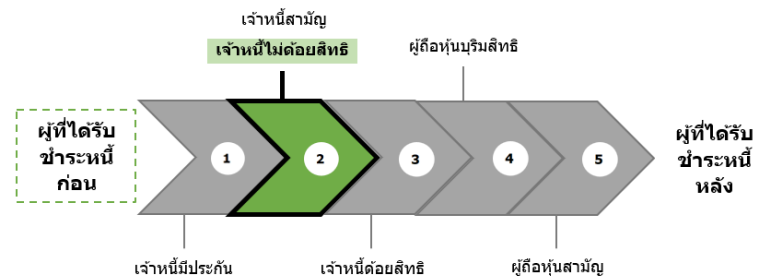 เจ้าหนี้สามัญ
เจ้าหนี้ไม่ด้อยสิทธิ
ผู้ถือหุ้นบุริมสิทธิ
ผู้ที่ได้รับ
ชำระหนี้
ก่อน
1
2
3
4
5
ผู้ที่ได้รับ
ชำระหนี้
หลัง
เจ้าหนี้มีประกัน
เจ้าหนี้ด้อยสิทธิ
ผู้ถือหุ้นสามัญ